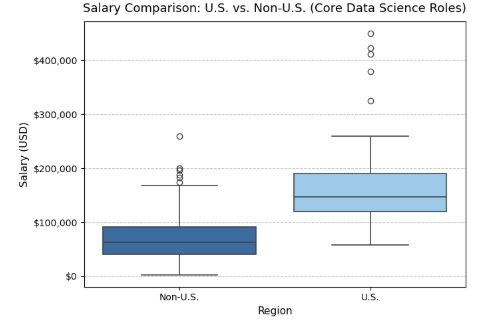 Salary Comparison: U.S. vs. Non-U.S. (Core Data Science Roles)
$400,000
$300,000
$200,000
$100,000
$0
Salary (USD)
Non-U.S.
U.S.
Region